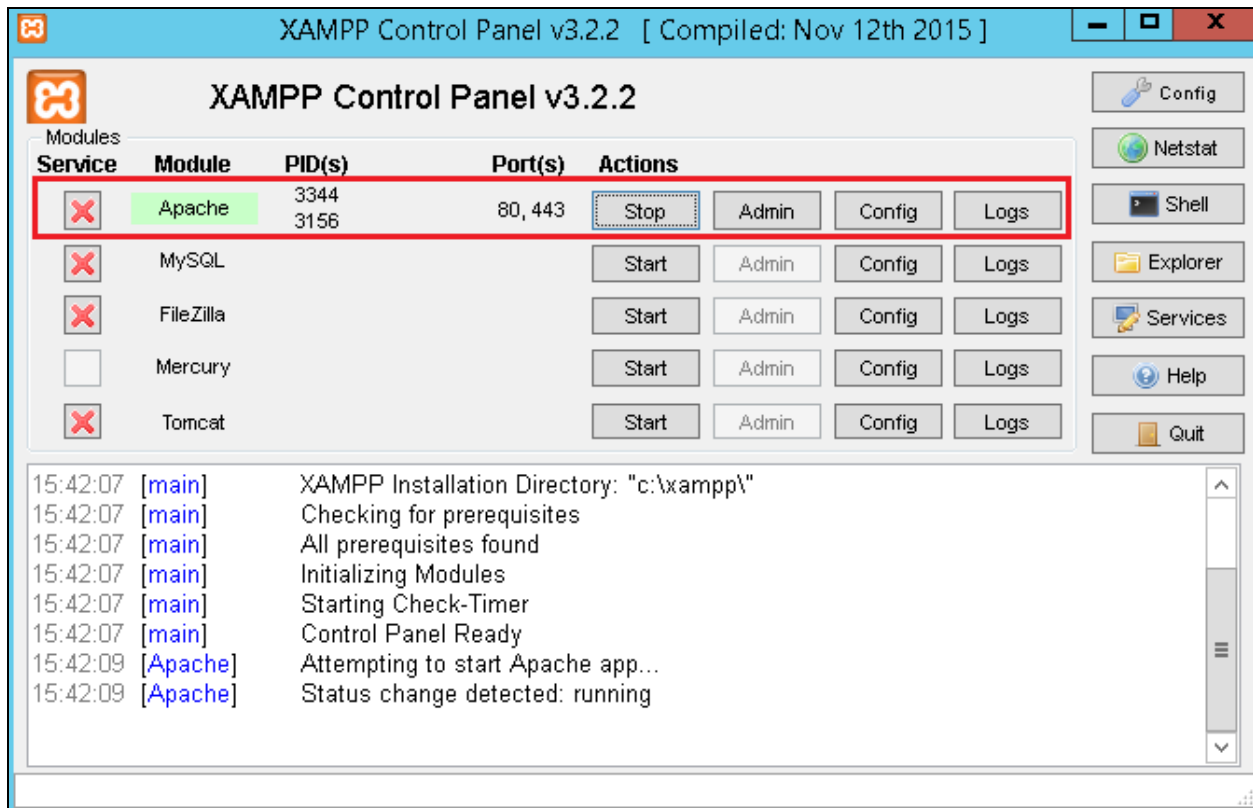 XAMPP Control Panel v3.2.2 [ Compiled: Nov 12th 2015 ]
XAMPP Control Panel v3.2.2
Config
Netstat
Shell
Explorer
Services
Help
Quit
Modules
Service Module PID(s) Port(s) Actions
Apache 3344 3156 80, 443 Stop Admin Config Logs
MySQL Start Admin Config Logs
FileZilla Start Admin Config Logs
Mercury Start Admin Config Logs
Tomcat Start Admin Config Logs
15:42:07 [main] XAMPP Installation Directory: "c:\xampp\"
15:42:07 [main] Checking for prerequisites
15:42:07 [main] All prerequisites found
15:42:07 [main] Initializing Modules
15:42:07 [main] Starting Check-Timer
15:42:07 [main] Control Panel Ready
15:42:09 [Apache] Attempting to start Apache app...
15:42:09 [Apache] Status change detected: running